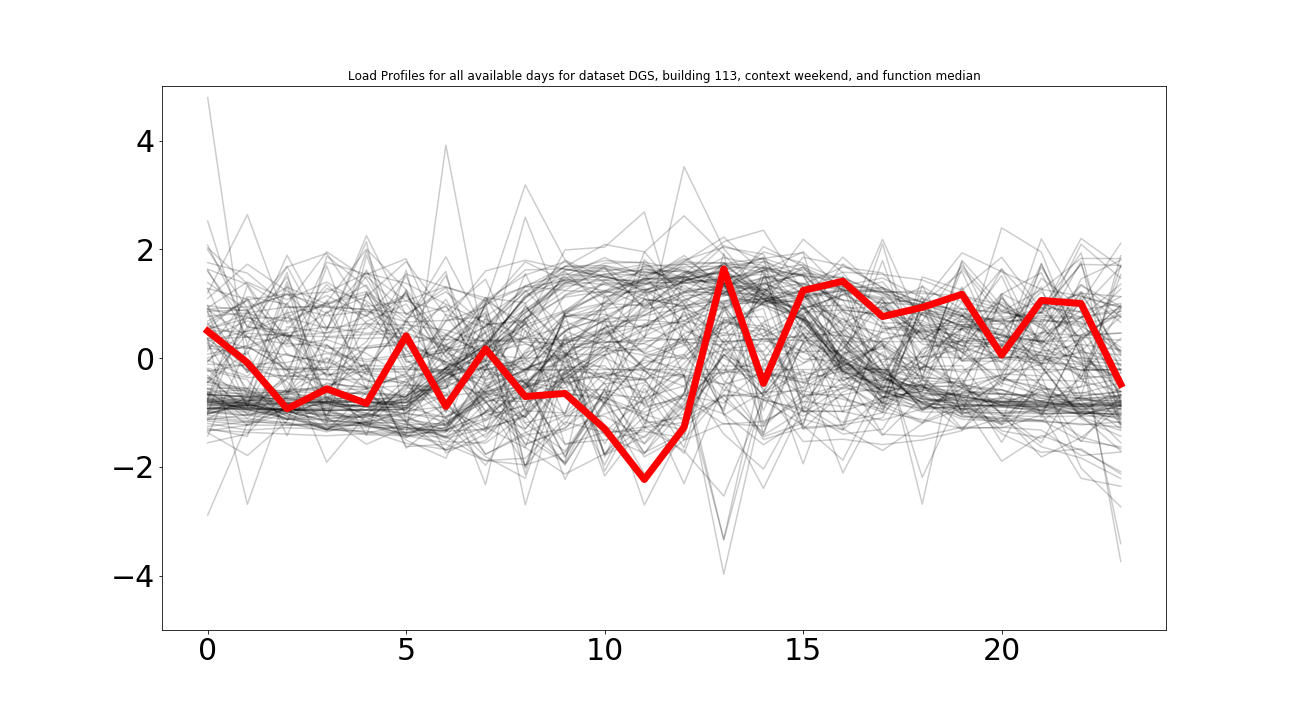 Load Profiles for all available days for dataset DGS, building 113, context weekend, and function median
4
2
0
−2
−4
0 5 10 15 20